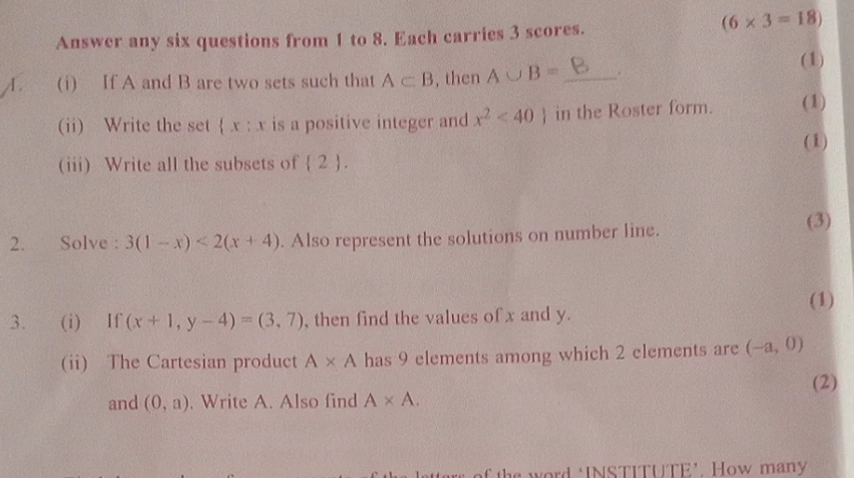 Answer any six questions from 1 to 8. Each carries 3 scores. (6 × 3 = 18)
1. (i) If A and B are two sets such that A ⊂ B, then A ∪ B = B. (1)
(ii) Write the set { x : x is a positive integer and x² < 40 } in the Roster form. (1)
(iii) Write all the subsets of { 2 }. (1)
2. Solve : 3(1 – x) < 2(x + 4). Also represent the solutions on number line. (3)
3. (i) If (x + 1, y – 4) = (3, 7), then find the values of x and y. (1)
(ii) The Cartesian product A × A has 9 elements among which 2 elements are (–a, 0)
and (0, a). Write A. Also find A × A. (2)
of the letters of the word 'INSTITUTE'. How many